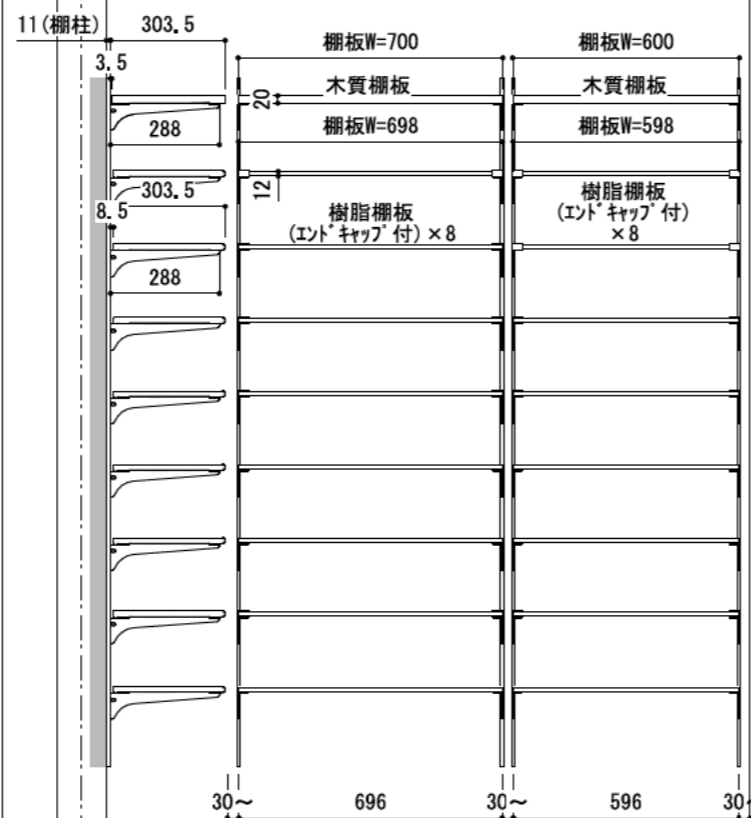 11(棚柱)
303.5
棚板W=700
棚板W=600
3.5
木質棚板
木質棚板
20
288
棚板W=698
棚板W=598
303.5
12
8.5
樹脂棚板
(エンドキャップ付)×8
樹脂棚板
(エンドキャップ付)
×8
288
30~
696
30~
596
30~